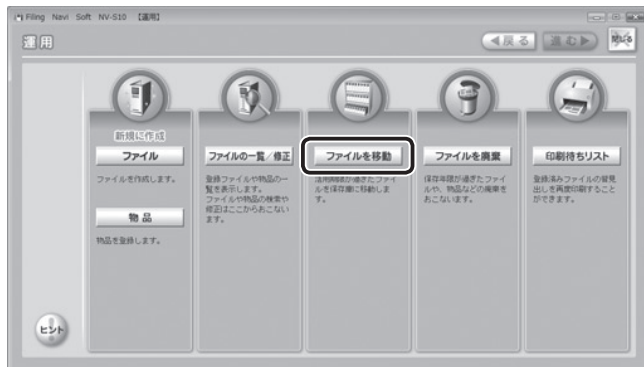 Filing Navi Soft NV-S10 【運用】
運用
◀戻る
進む▶
閉じる
新規に作成
ファイル
ファイルを作成します。
物品
物品を登録します。
ファイルの一覧/修正
登録ファイルや物品の一
覧を表示します。
ファイルや物品の検索や
修正はここからおこない
ます。
ファイルを移動
活用期限が過ぎたファイ
ルを保存庫に移動しま
す。
ファイルを廃棄
保存年限が過ぎたファイ
ルや、物品などの廃棄を
おこないます。
印刷待ちリスト
登録済みファイルの背見
出しを再度印刷すること
ができます。
ヒント